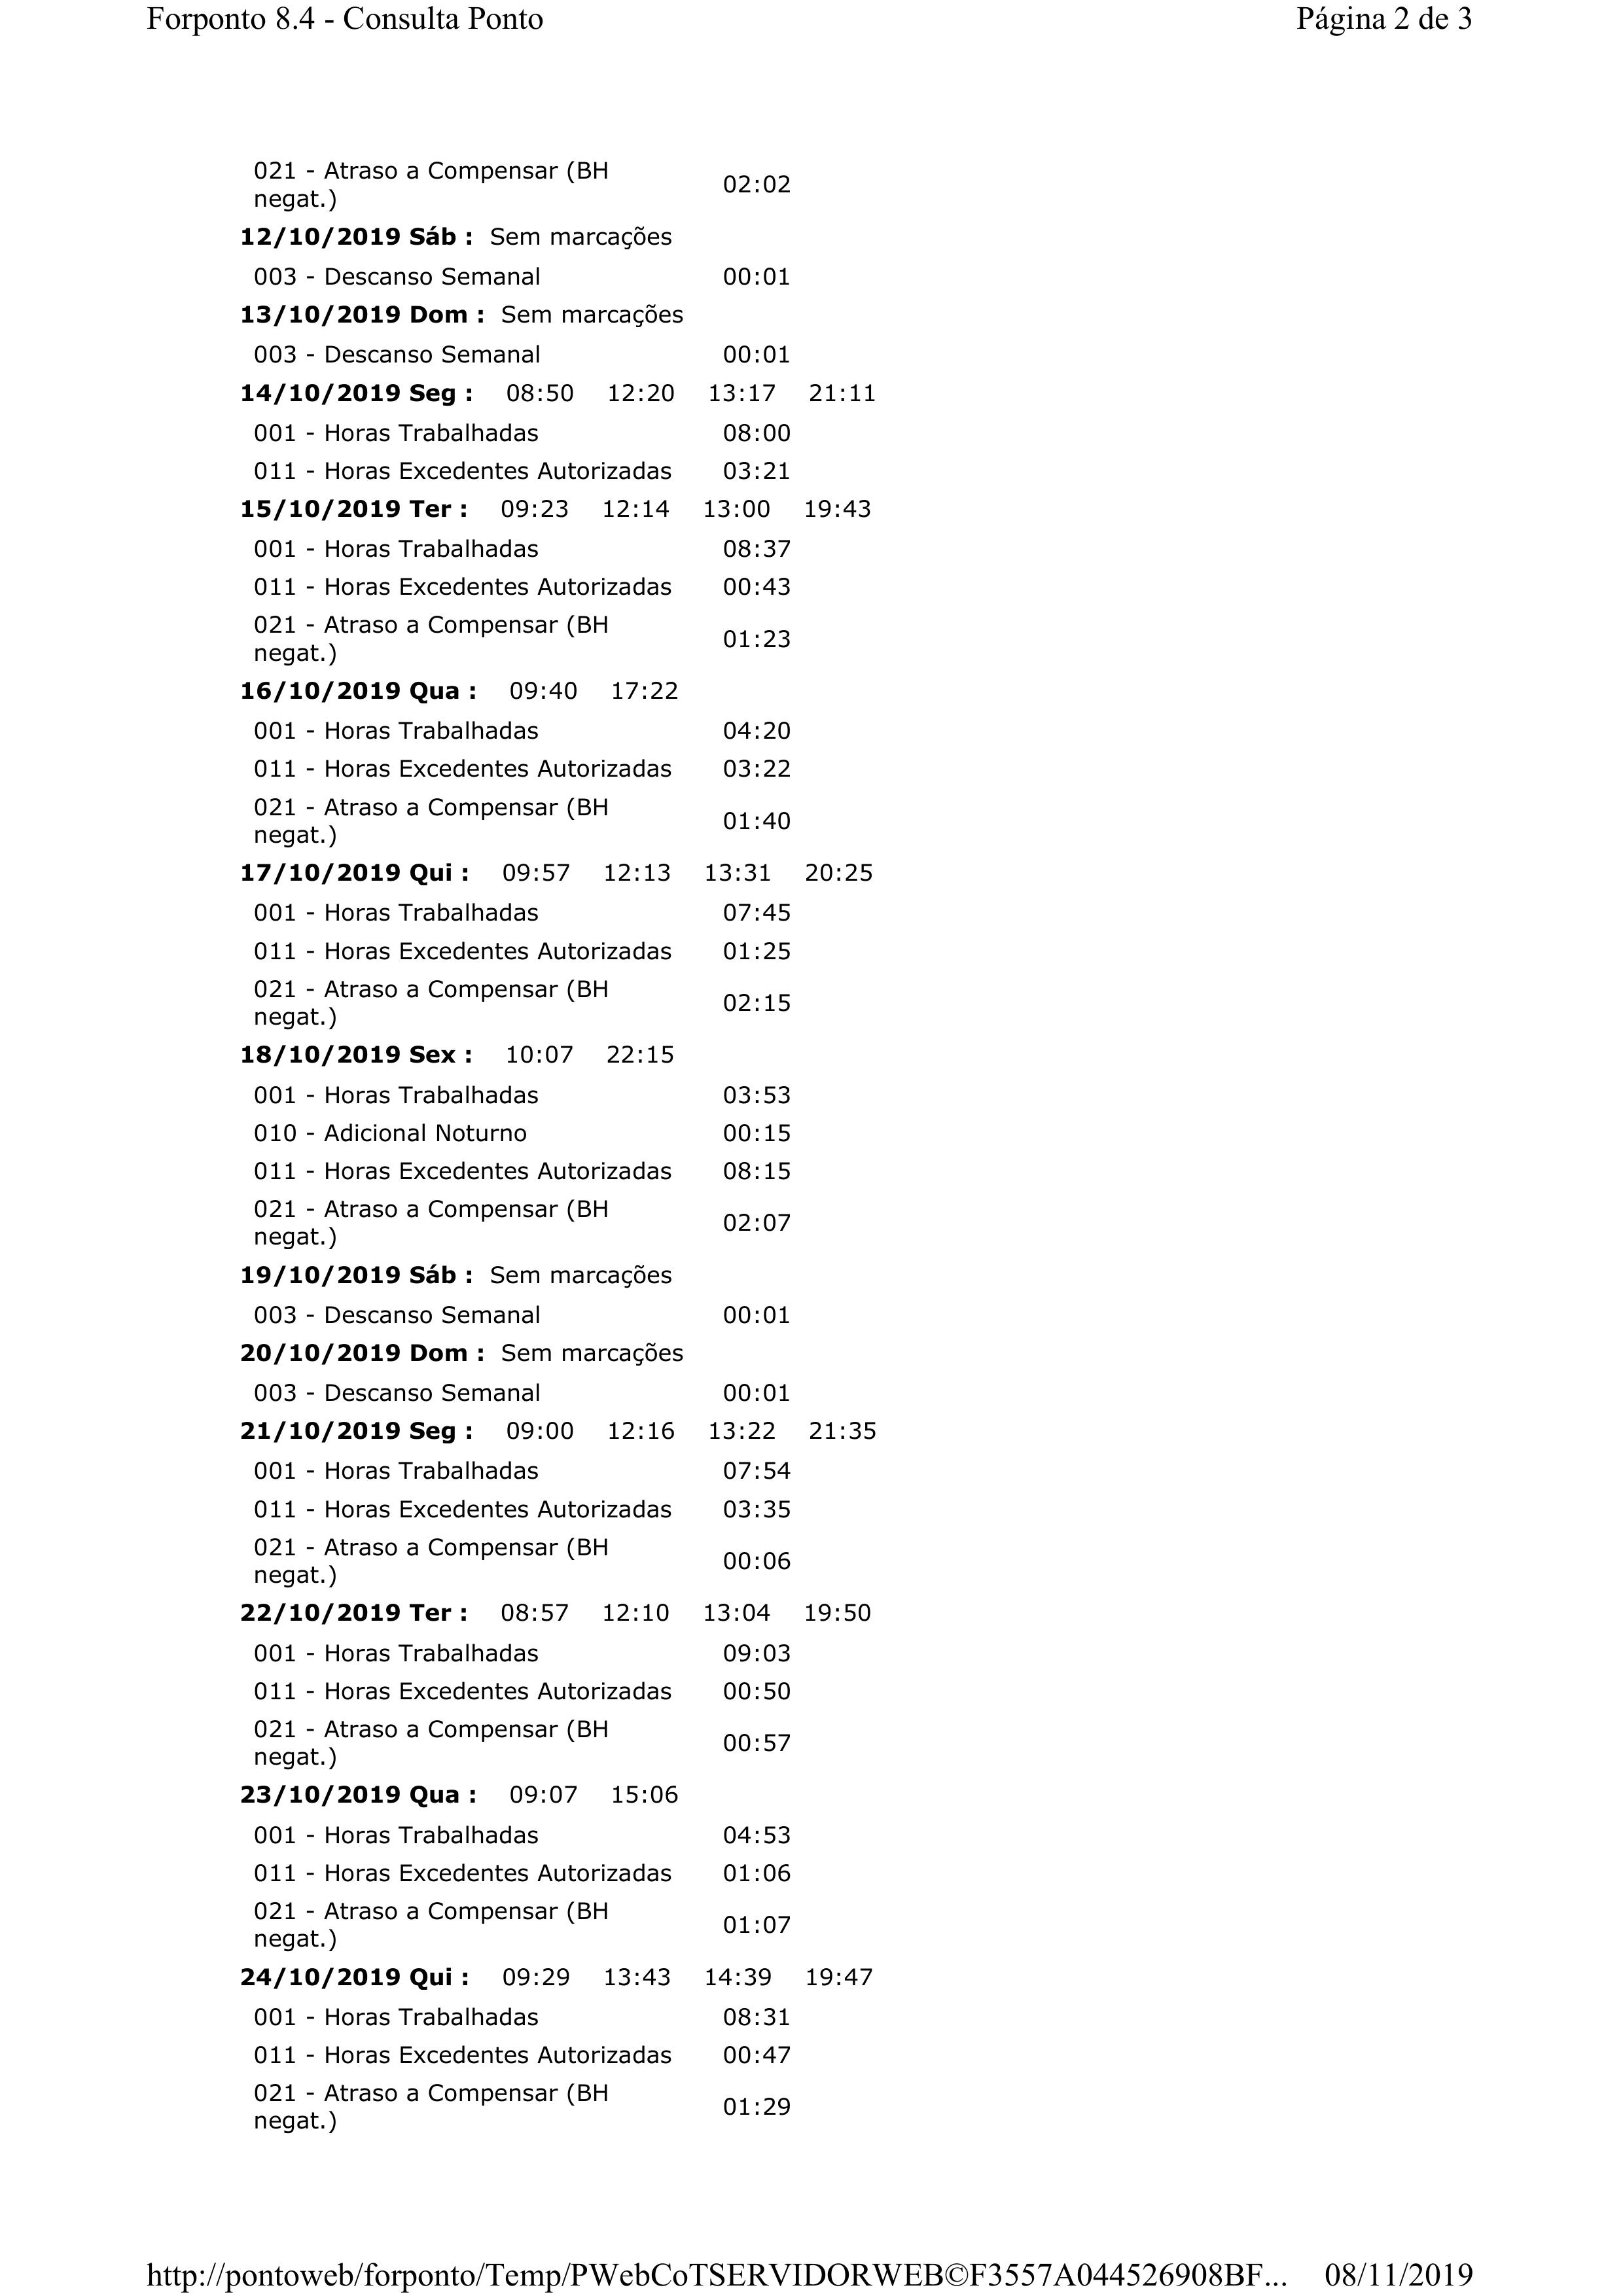 Forponto 8.4 - Consulta Ponto Página 2 de 3
021 - Atraso a Compensar (BH
negat.) 02:02
12/10/2019 Sáb : Sem marcações
003 - Descanso Semanal 00:01
13/10/2019 Dom : Sem marcações
003 - Descanso Semanal 00:01
14/10/2019 Seg : 08:50 12:20 13:17 21:11
001 - Horas Trabalhadas 08:00
011 - Horas Excedentes Autorizadas 03:21
15/10/2019 Ter : 09:23 12:14 13:00 19:43
001 - Horas Trabalhadas 08:37
011 - Horas Excedentes Autorizadas 00:43
021 - Atraso a Compensar (BH
negat.) 01:23
16/10/2019 Qua : 09:40 17:22
001 - Horas Trabalhadas 04:20
011 - Horas Excedentes Autorizadas 03:22
021 - Atraso a Compensar (BH
negat.) 01:40
17/10/2019 Qui : 09:57 12:13 13:31 20:25
001 - Horas Trabalhadas 07:45
011 - Horas Excedentes Autorizadas 01:25
021 - Atraso a Compensar (BH
negat.) 02:15
18/10/2019 Sex : 10:07 22:15
001 - Horas Trabalhadas 03:53
010 - Adicional Noturno 00:15
011 - Horas Excedentes Autorizadas 08:15
021 - Atraso a Compensar (BH
negat.) 02:07
19/10/2019 Sáb : Sem marcações
003 - Descanso Semanal 00:01
20/10/2019 Dom : Sem marcações
003 - Descanso Semanal 00:01
21/10/2019 Seg : 09:00 12:16 13:22 21:35
001 - Horas Trabalhadas 07:54
011 - Horas Excedentes Autorizadas 03:35
021 - Atraso a Compensar (BH
negat.) 00:06
22/10/2019 Ter : 08:57 12:10 13:04 19:50
001 - Horas Trabalhadas 09:03
011 - Horas Excedentes Autorizadas 00:50
021 - Atraso a Compensar (BH
negat.) 00:57
23/10/2019 Qua : 09:07 15:06
001 - Horas Trabalhadas 04:53
011 - Horas Excedentes Autorizadas 01:06
021 - Atraso a Compensar (BH
negat.) 01:07
24/10/2019 Qui : 09:29 13:43 14:39 19:47
001 - Horas Trabalhadas 08:31
011 - Horas Excedentes Autorizadas 00:47
021 - Atraso a Compensar (BH
negat.) 01:29
http://pontoweb/forponto/Temp/PWebCoTSERVIDORWEB©F3557A044526908BF... 08/11/2019